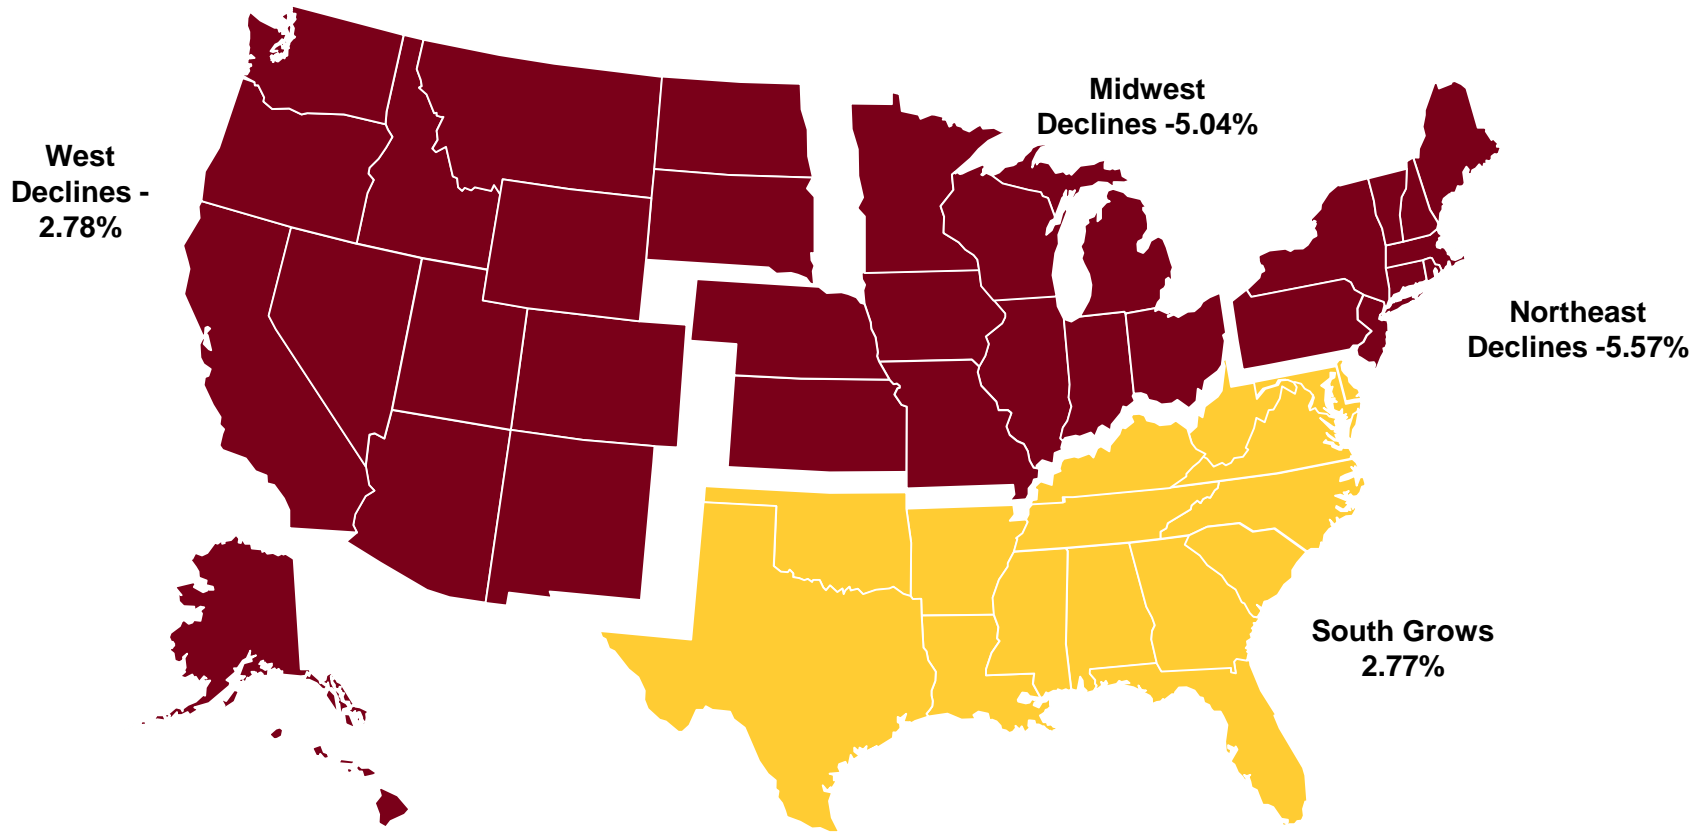 Midwest
Declines -5.04%
West
Declines -
2.78%
Northeast
Declines -5.57%
South Grows
2.77%